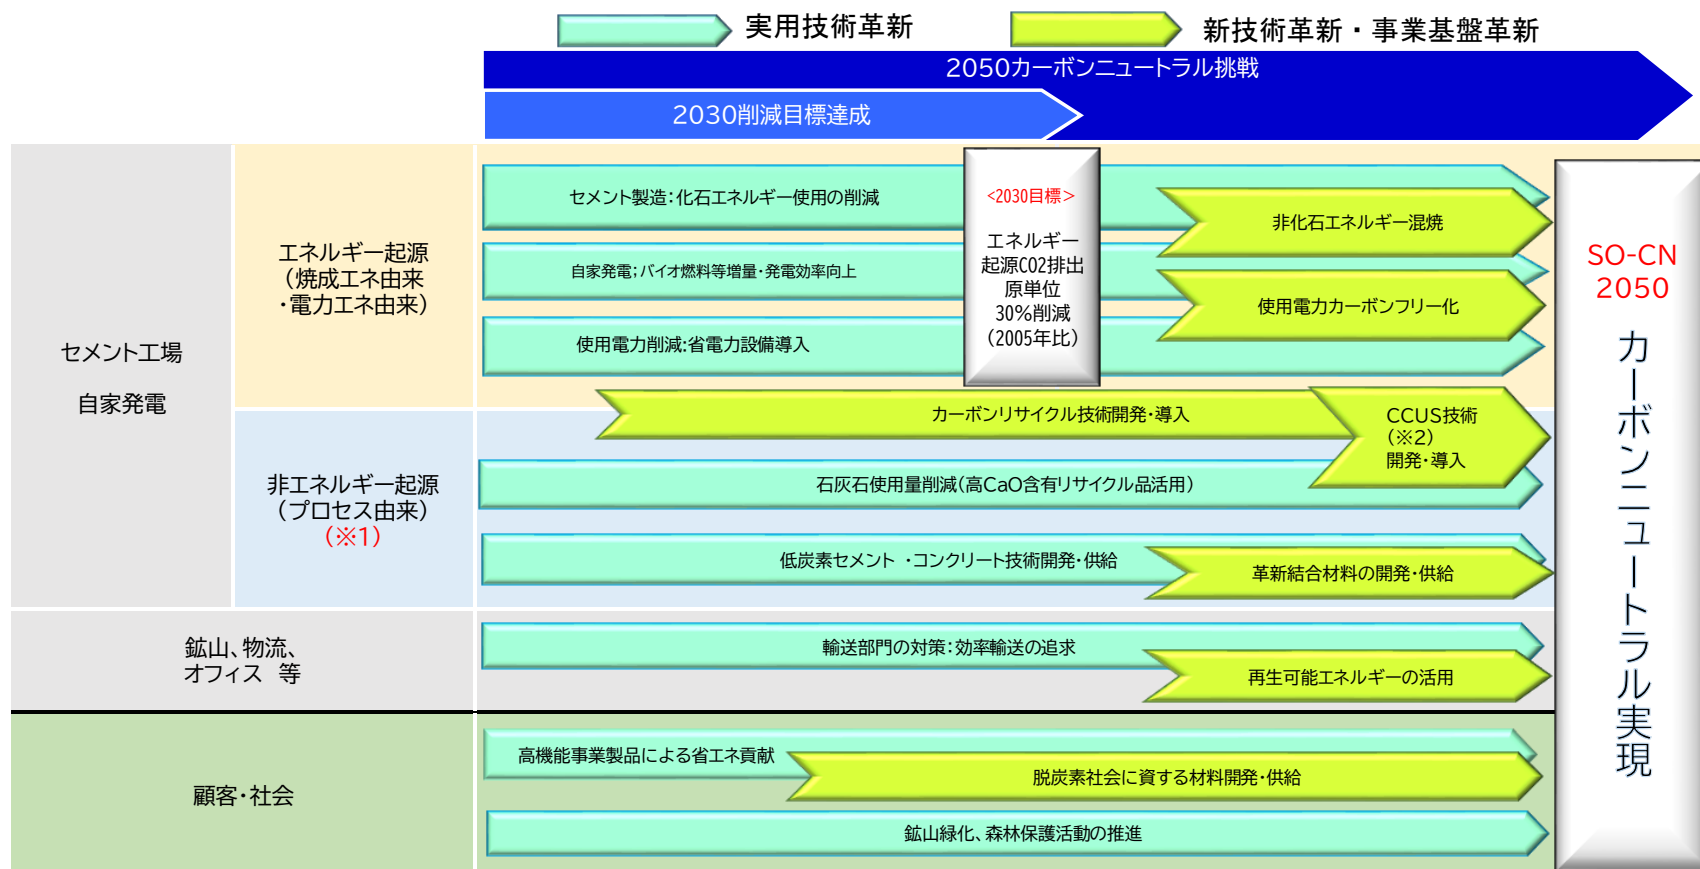 実用技術革新
新技術革新・事業基盤革新
2050カーボンニュートラル挑戦
2030削減目標達成
セメント工場
自家発電
エネルギー起源
(焼成エネ由来
・電力エネ由来)
セメント製造:化石エネルギー使用の削減
自家発電;バイオ燃料等増量・発電効率向上
使用電力削減:省電力設備導入
<2030目標>
エネルギー
起源CO2排出
原単位
30%削減
(2005年比)
非化石エネルギー混焼
使用電力カーボンフリー化
カーボンリサイクル技術開発・導入
CCUS技術
(※2)
開発・導入
非エネルギー起源
(プロセス由来)
(※1)
石灰石使用量削減(高CaO含有リサイクル品活用)
低炭素セメント ・コンクリート技術開発・供給
革新結合材料の開発・供給
鉱山、物流、
オフィス 等
輸送部門の対策:効率輸送の追求
再生可能エネルギーの活用
顧客・社会
高機能事業製品による省エネ貢献
脱炭素社会に資する材料開発・供給
鉱山緑化、森林保護活動の推進
SO-CN
2050
カーボンニュートラル実現